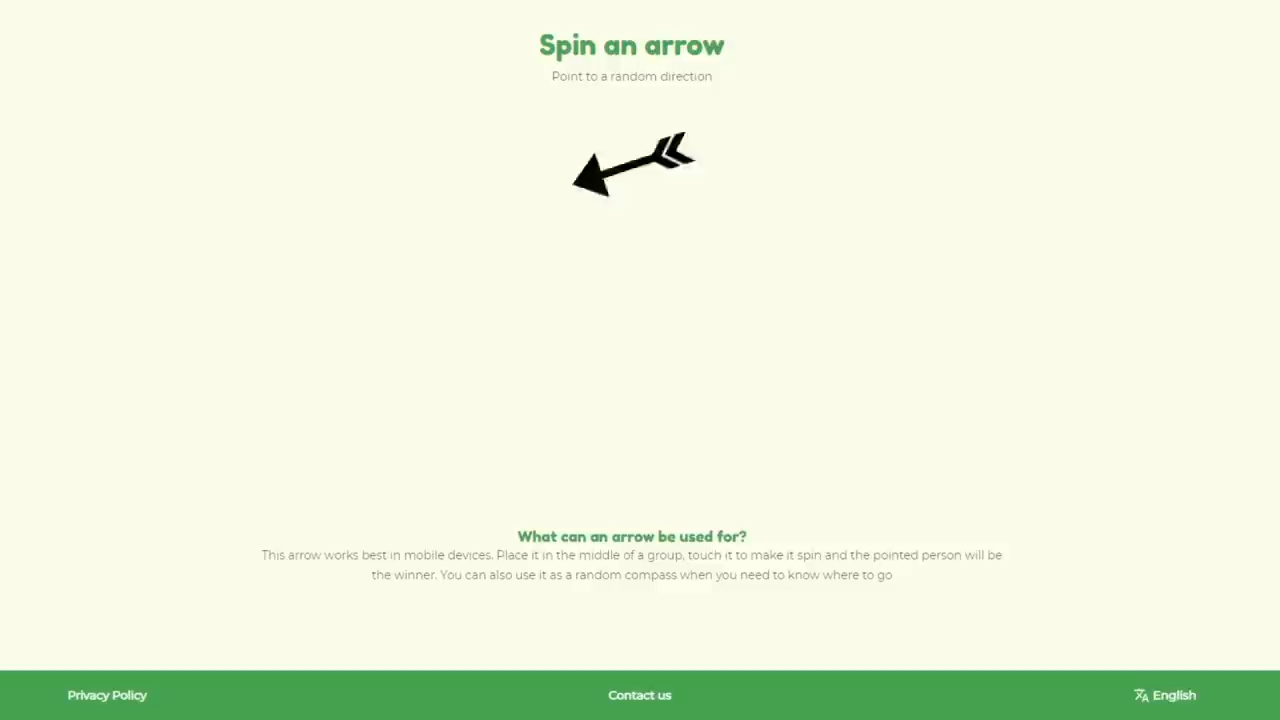 Spin an arrow
Point to a random direction
What can an arrow be used for?
This arrow works best in mobile devices. Place it in the middle of a group, touch it to make it spin and the pointed person will be
the winner. You can also use it as a random compass when you need to know where to go
Privacy Policy
Contact us
English